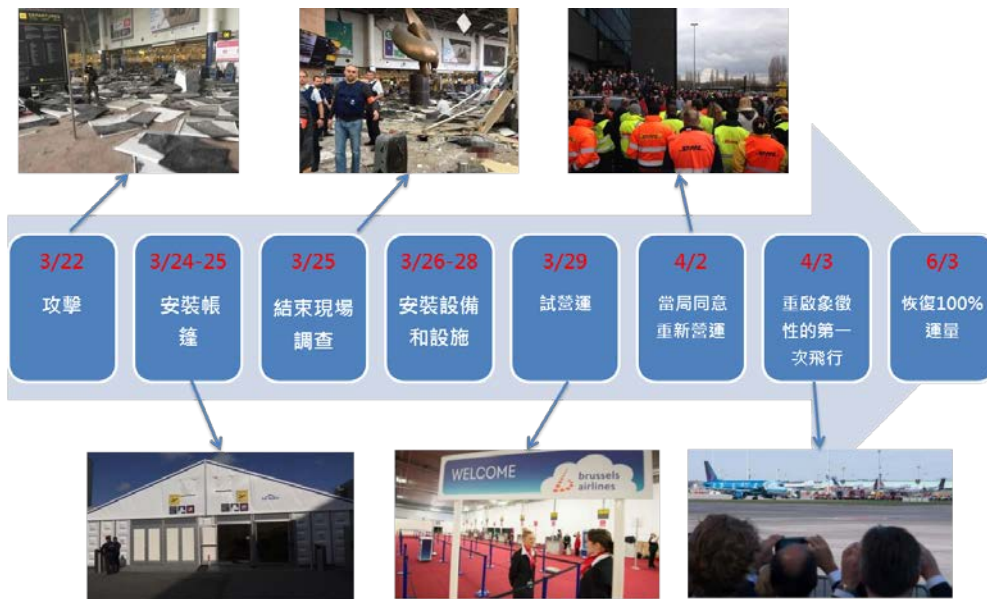 DEPARTURES
3/22
攻擊
3/24-25
安裝帳
篷
3/25
結束現場
調查
3/26-28
安裝設備
和設施
3/29
試營運
4/2
當局同意
重新營運
4/3
重啟象徵
性的第一
次飛行
6/3
恢復100%
運量
WELCOME
brussels
airlines